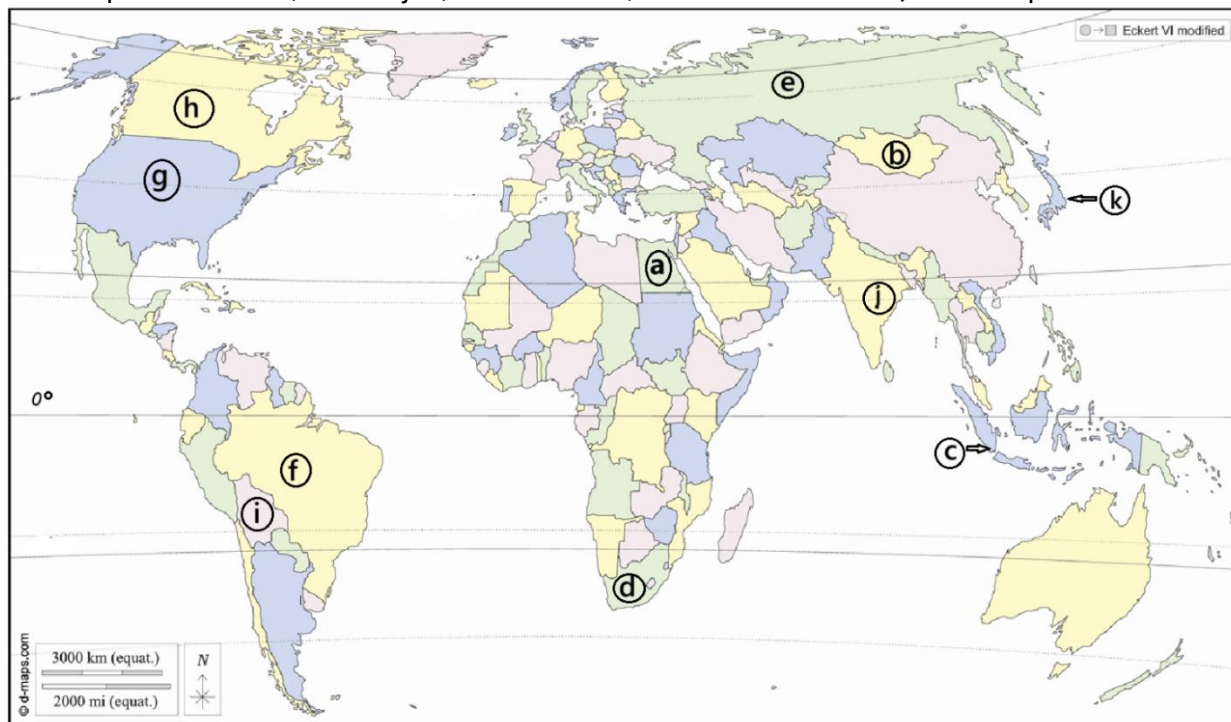 Eckert VI modified
e
h
b
g
k
a
j
0°
c
f
i
d
3000 km (equat.)
2000 mi (equat.)
N
© d-maps.com